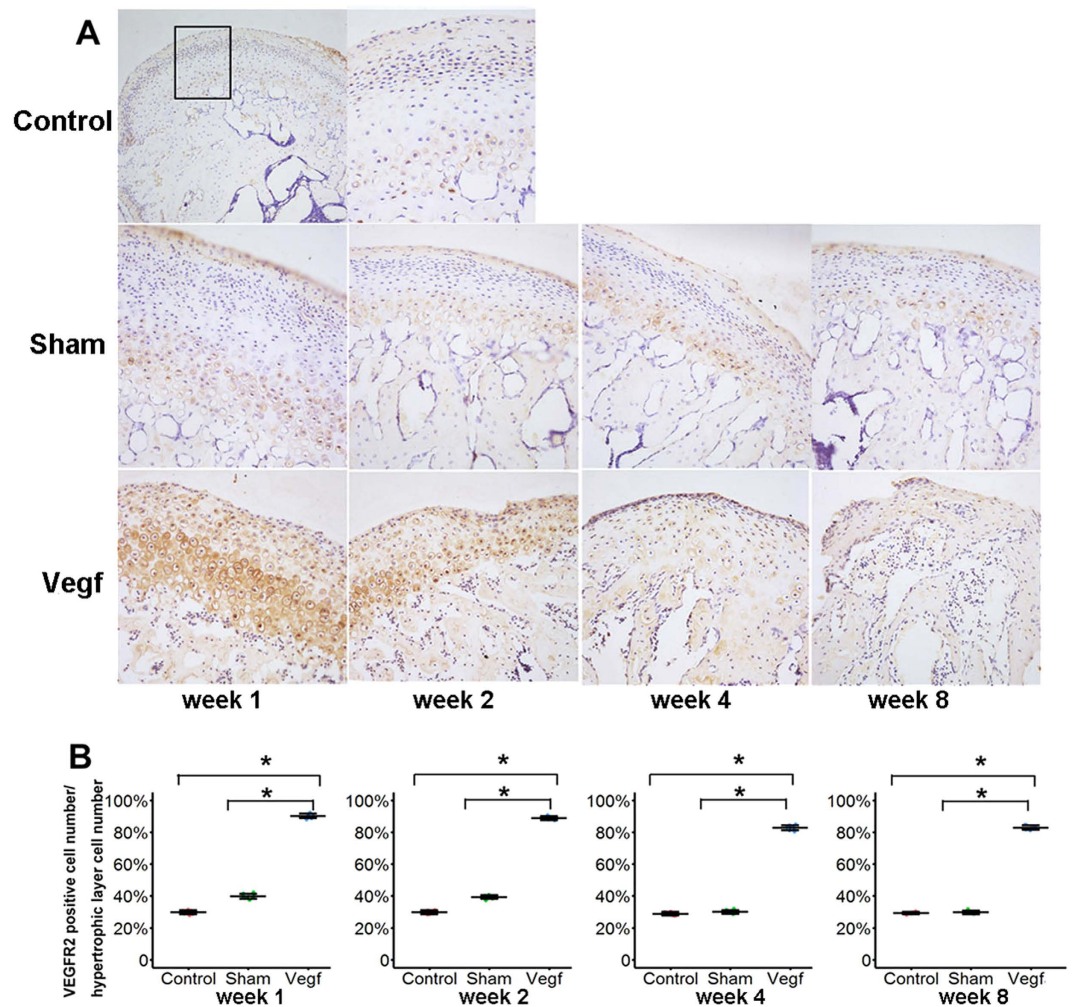 A
Control
Sham
Vegf
week 1 week 2 week 4 week 8
B
VEGFR2 positive cell number/
hypertrophic layer cell number
* * * *
* * * *
100% 100% 100% 100%
80% 80% 80% 80%
60% 60% 60% 60%
40% 40% 40% 40%
20% 20% 20% 20%
0 0 0 0
Control Sham Vegf Control Sham Vegf Control Sham Vegf Control Sham Vegf
week 1 week 2 week 4 week 8